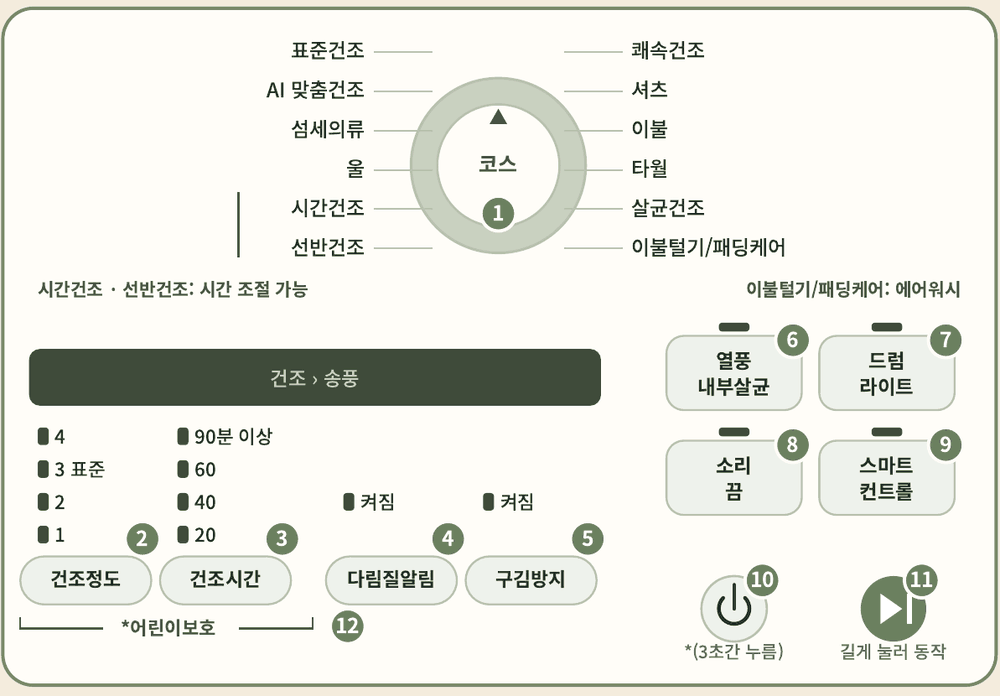 표준건조
AI 맞춤건조
섬세의류
울
시간건조
선반건조
코스
1
쾌속건조
셔츠
이불
타월
살균건조
이불털기/패딩케어
시간건조 · 선반건조: 시간 조절 가능
이불털기/패딩케어: 에어워시
건조 › 송풍
4
3 표준
2
1
2
건조정도
90분 이상
60
40
20
3
건조시간
켜짐
4
다림질알림
켜짐
5
구김방지
*어린이보호
12
6
열풍
내부살균
7
드럼
라이트
8
소리
끔
9
스마트
컨트롤
10
*(3초간 누름)
11
길게 눌러 동작